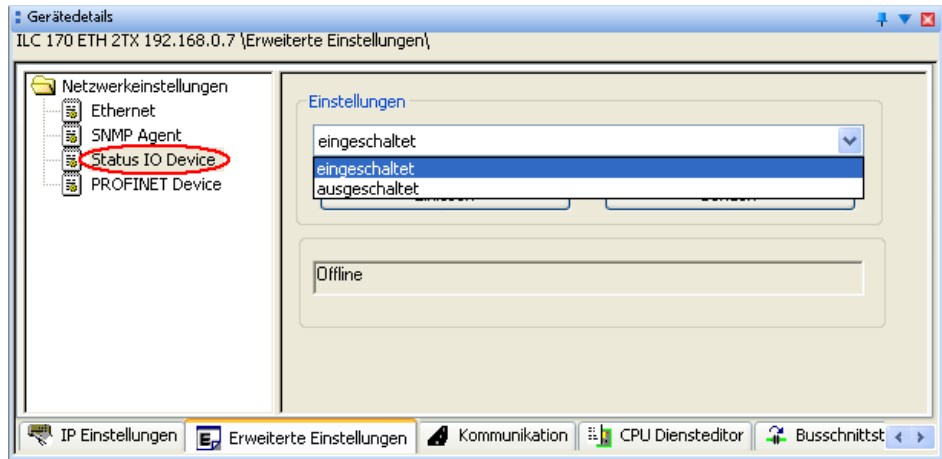 Gerätedetails
ILC 170 ETH 2TX 192.168.0.7 \Erweiterte Einstellungen\
Netzwerkeinstellungen
Ethernet
SNMP Agent
Status IO Device
PROFINET Device
Einstellungen
eingeschaltet
eingeschaltet
ausgeschaltet
Offline
IP Einstellungen
Erweiterte Einstellungen
Kommunikation
CPU Diensteditor
Busschnittst